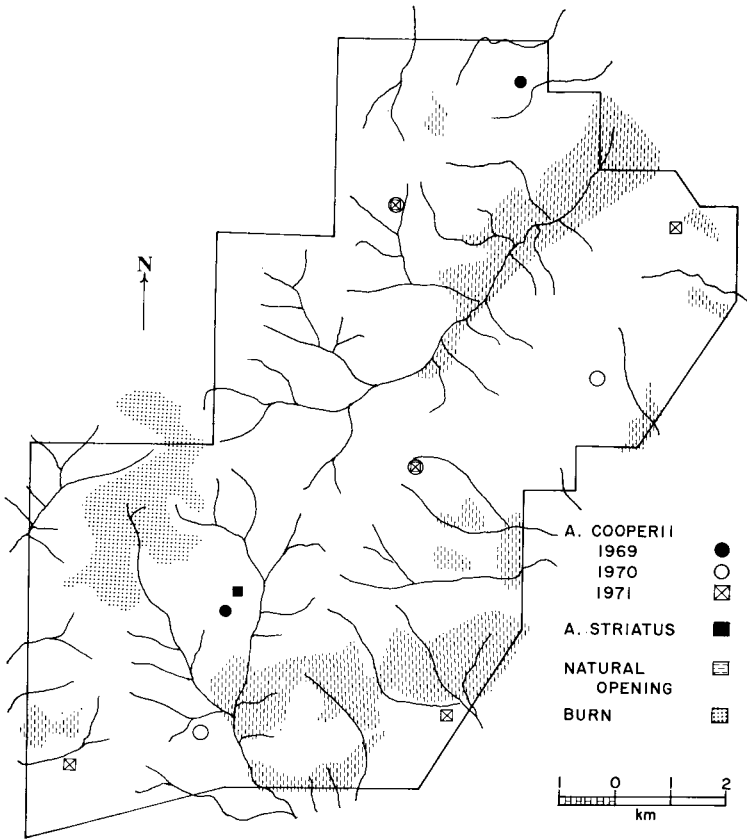 N
A. COOPERII
1969
1970
1971
A. STRIATUS
NATURAL
OPENING
BURN
1 0 1 2
km